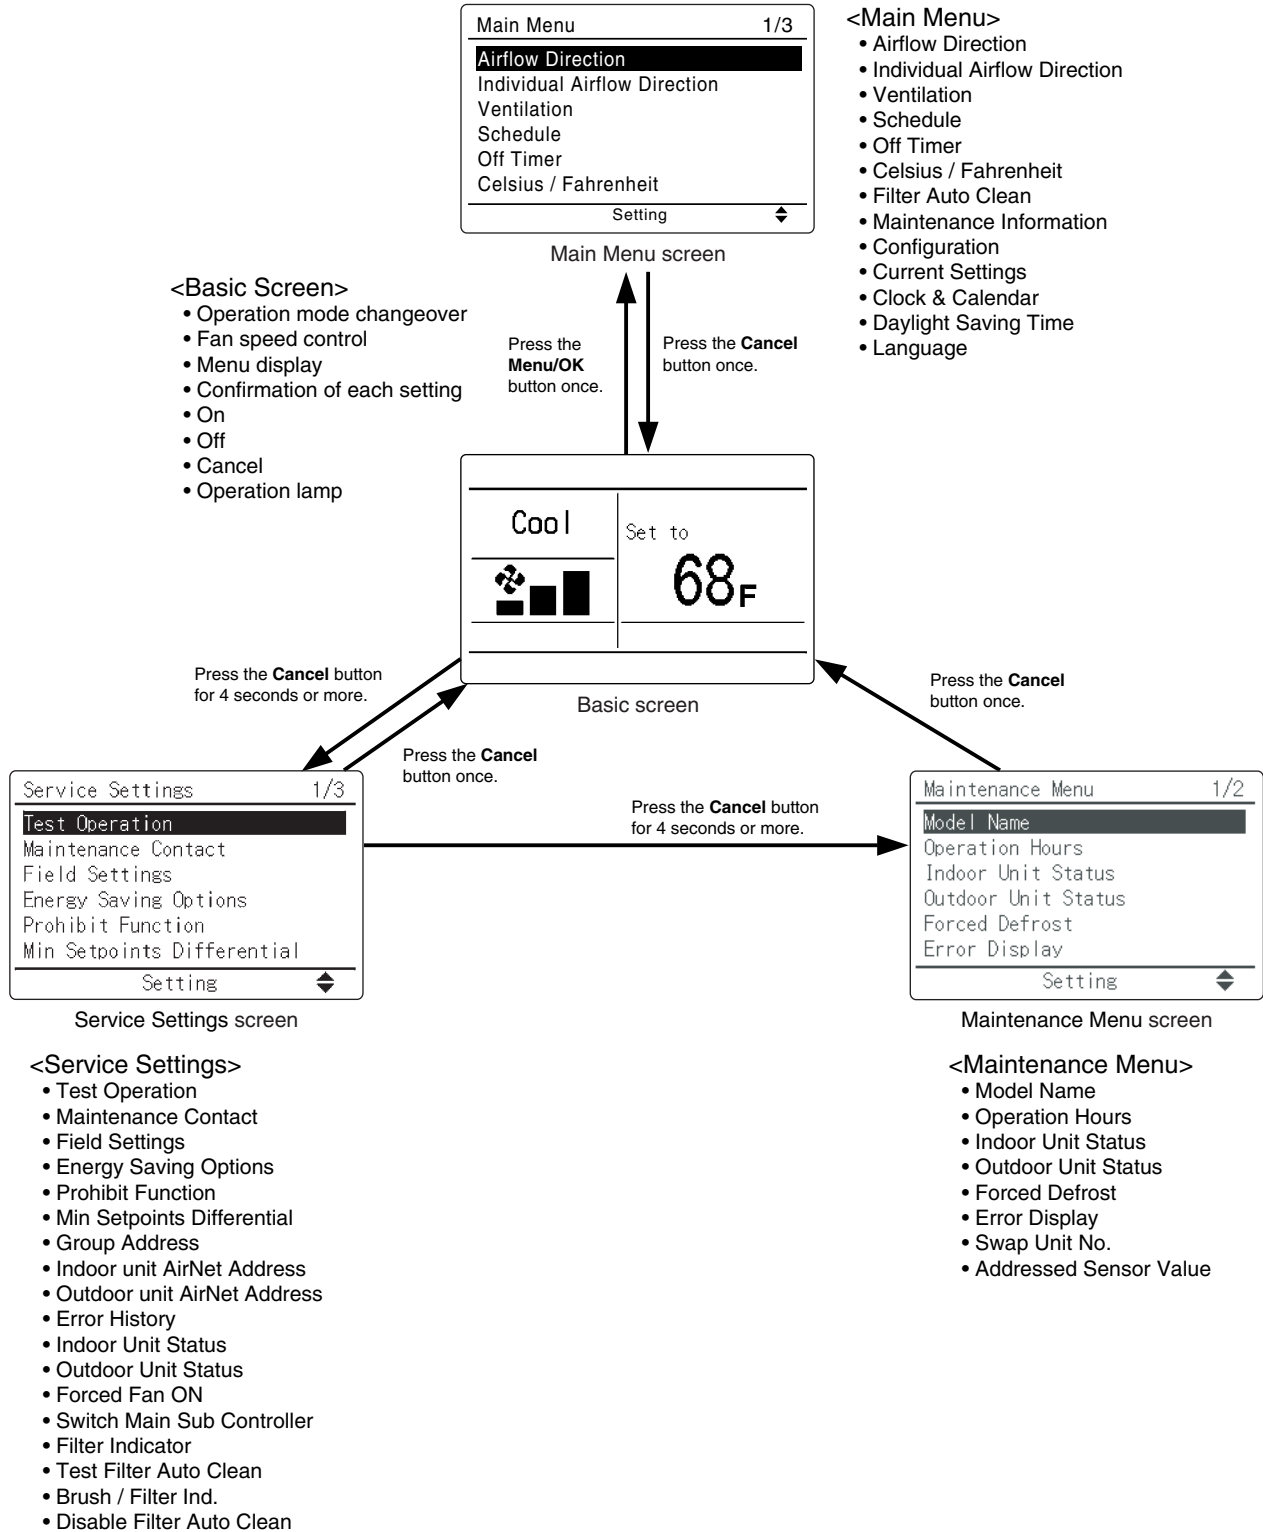 Main Menu 1/3
Airflow Direction
Individual Airflow Direction
Ventilation
Schedule
Off Timer
Celsius / Fahrenheit
Setting
Main Menu screen
<Main Menu>
• Airflow Direction
• Individual Airflow Direction
• Ventilation
• Schedule
• Off Timer
• Celsius / Fahrenheit
• Filter Auto Clean
• Maintenance Information
• Configuration
• Current Settings
• Clock & Calendar
• Daylight Saving Time
• Language
<Basic Screen>
• Operation mode changeover
• Fan speed control
• Menu display
• Confirmation of each setting
• On
• Off
• Cancel
• Operation lamp
Press the
Menu/OK
button once.
Press the Cancel
button once.
Cool
Set to
68F
Basic screen
Press the Cancel button
for 4 seconds or more.
Press the Cancel
button once.
Press the Cancel
button once.
Press the Cancel button
for 4 seconds or more.
Service Settings 1/3
Test Operation
Maintenance Contact
Field Settings
Energy Saving Options
Prohibit Function
Min Setpoints Differential
Setting
Service Settings screen
Maintenance Menu 1/2
Model Name
Operation Hours
Indoor Unit Status
Outdoor Unit Status
Forced Defrost
Error Display
Setting
Maintenance Menu screen
<Service Settings>
• Test Operation
• Maintenance Contact
• Field Settings
• Energy Saving Options
• Prohibit Function
• Min Setpoints Differential
• Group Address
• Indoor unit AirNet Address
• Outdoor unit AirNet Address
• Error History
• Indoor Unit Status
• Outdoor Unit Status
• Forced Fan ON
• Switch Main Sub Controller
• Filter Indicator
• Test Filter Auto Clean
• Brush / Filter Ind.
• Disable Filter Auto Clean
<Maintenance Menu>
• Model Name
• Operation Hours
• Indoor Unit Status
• Outdoor Unit Status
• Forced Defrost
• Error Display
• Swap Unit No.
• Addressed Sensor Value